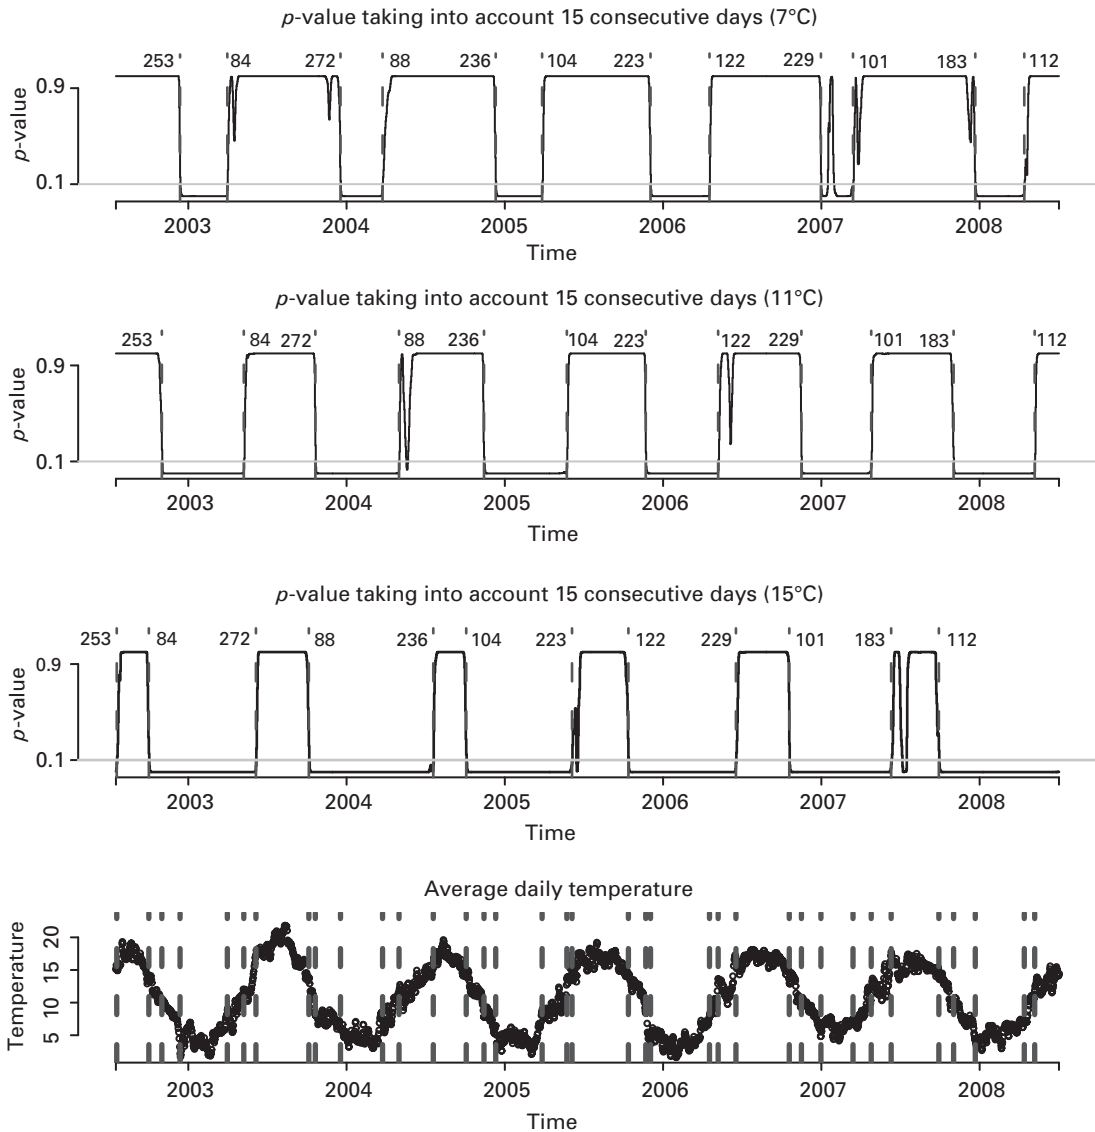 p-value taking into account 15 consecutive days (7°C)
253 84 272 88 236 104 223 122 229 101 183 112
0.9
p-value
0.1
2003 2004 2005 2006 2007 2008
Time
p-value taking into account 15 consecutive days (11°C)
253 84 272 88 236 104 223 122 229 101 183 112
0.9
p-value
0.1
2003 2004 2005 2006 2007 2008
Time
p-value taking into account 15 consecutive days (15°C)
253 84 272 88 236 104 223 122 229 101 183 112
0.9
p-value
0.1
2003 2004 2005 2006 2007 2008
Time
Average daily temperature
20
15
10
5
Temperature
2003 2004 2005 2006 2007 2008
Time